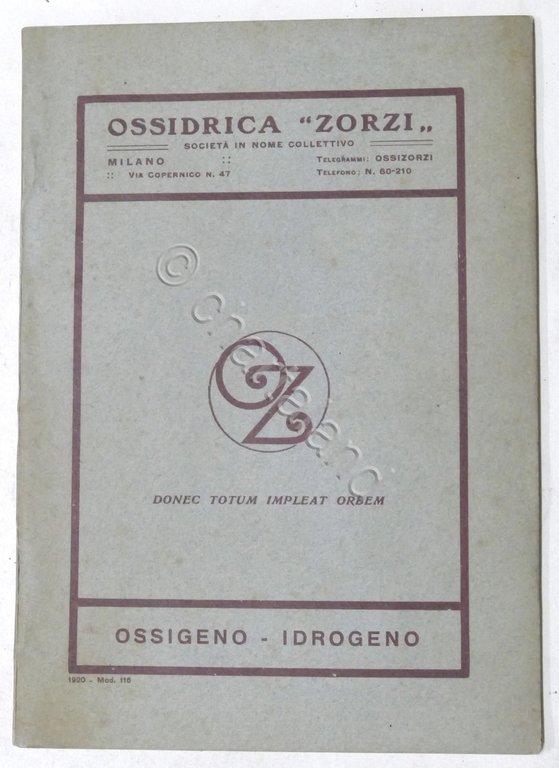 OSSIDRICA "ZORZI„
SOCIETÀ IN NOME COLLETTIVO
MILANO ::
:: VIA COPERNICO N. 47
TELEGRAMMI: OSSIZORZI
TELEFONO: N. 60-210
OZ
DONEC TOTUM IMPLEAT ORBEM
OSSIGENO - IDROGENO
1920 - Mod. 116